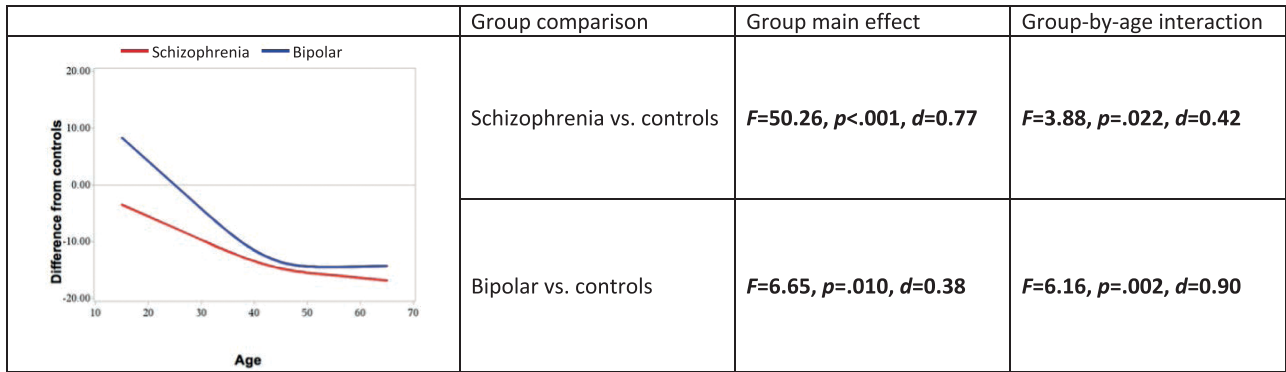 Group comparison Group main effect Group-by-age interaction
Schizophrenia Bipolar
20.00
10.00
0.00
-10.00
-20.00
Difference from controls
10 20 30 40 50 60 70
Age
Schizophrenia vs. controls F=50.26, p<.001, d=0.77 F=3.88, p=.022, d=0.42
Bipolar vs. controls F=6.65, p=.010, d=0.38 F=6.16, p=.002, d=0.90